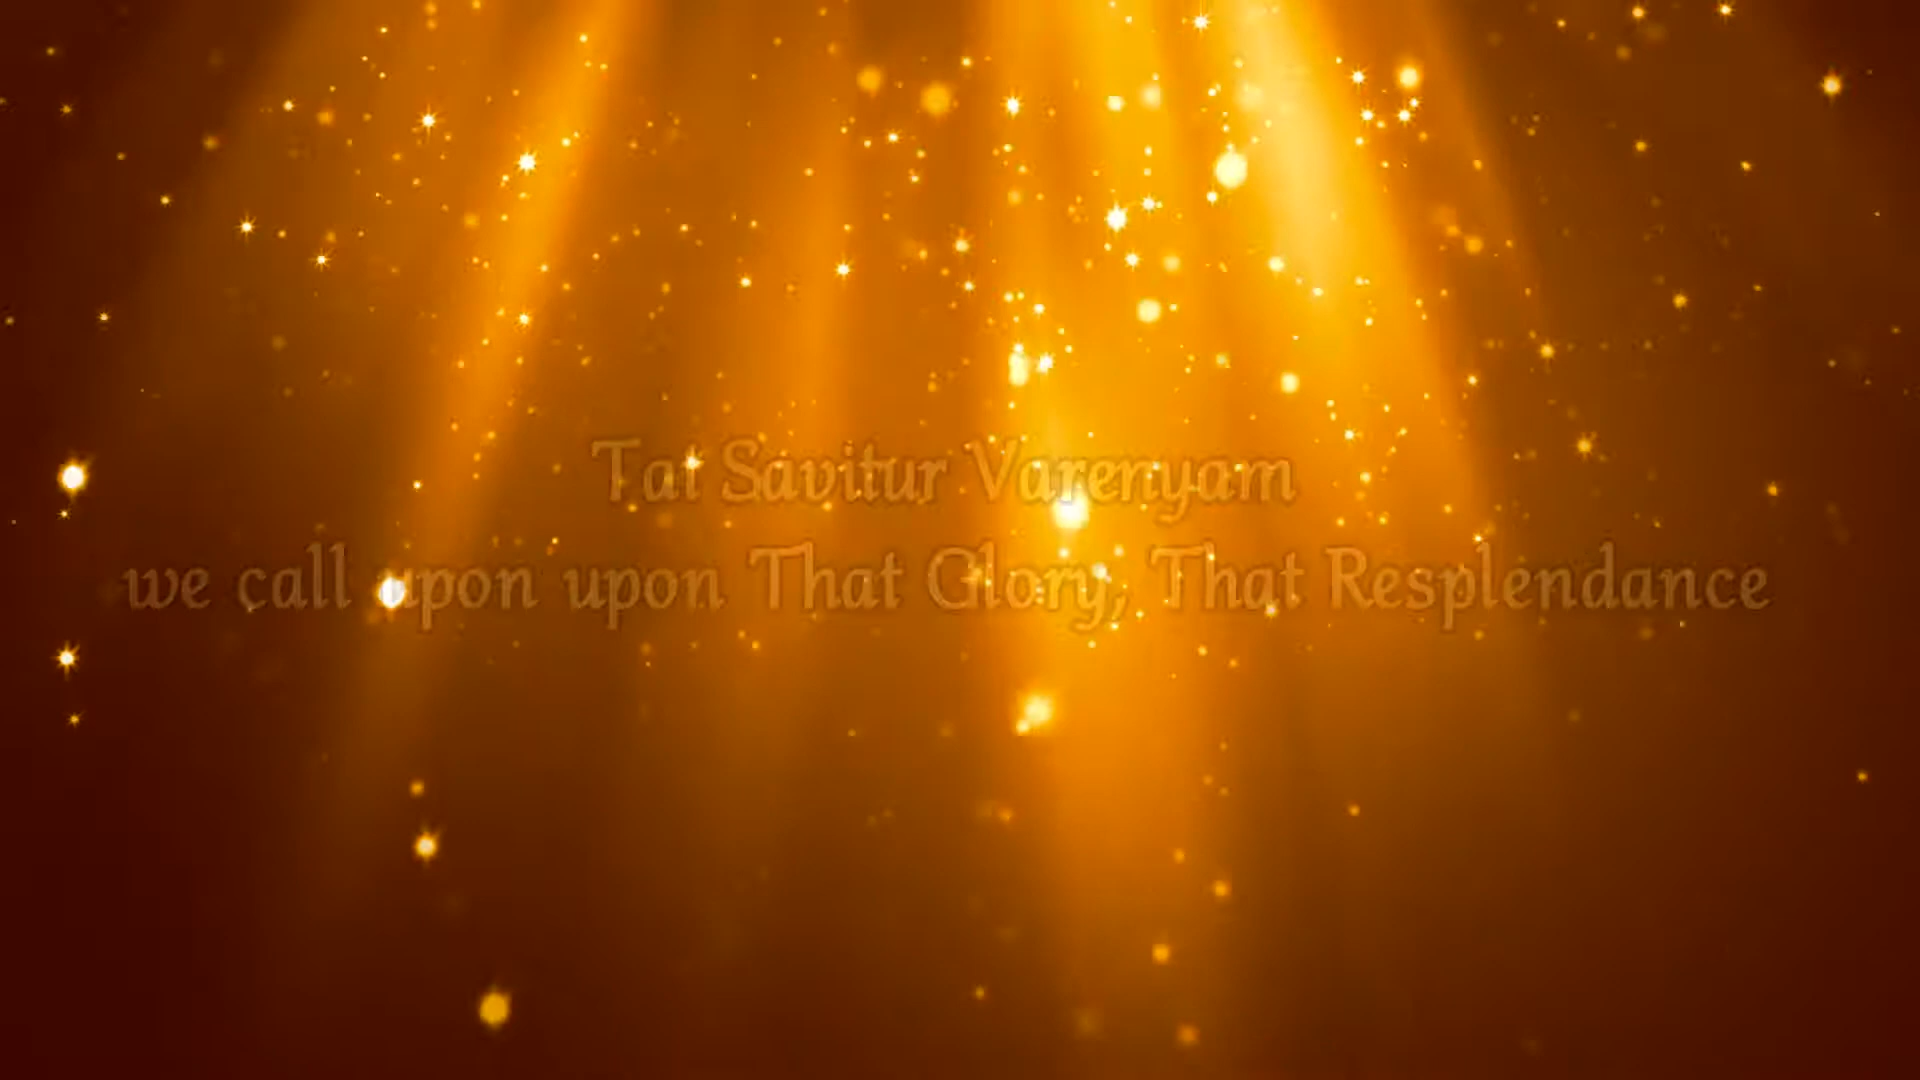 Tat Savitur Varenyam
we call upon upon That Glory, That Resplendance